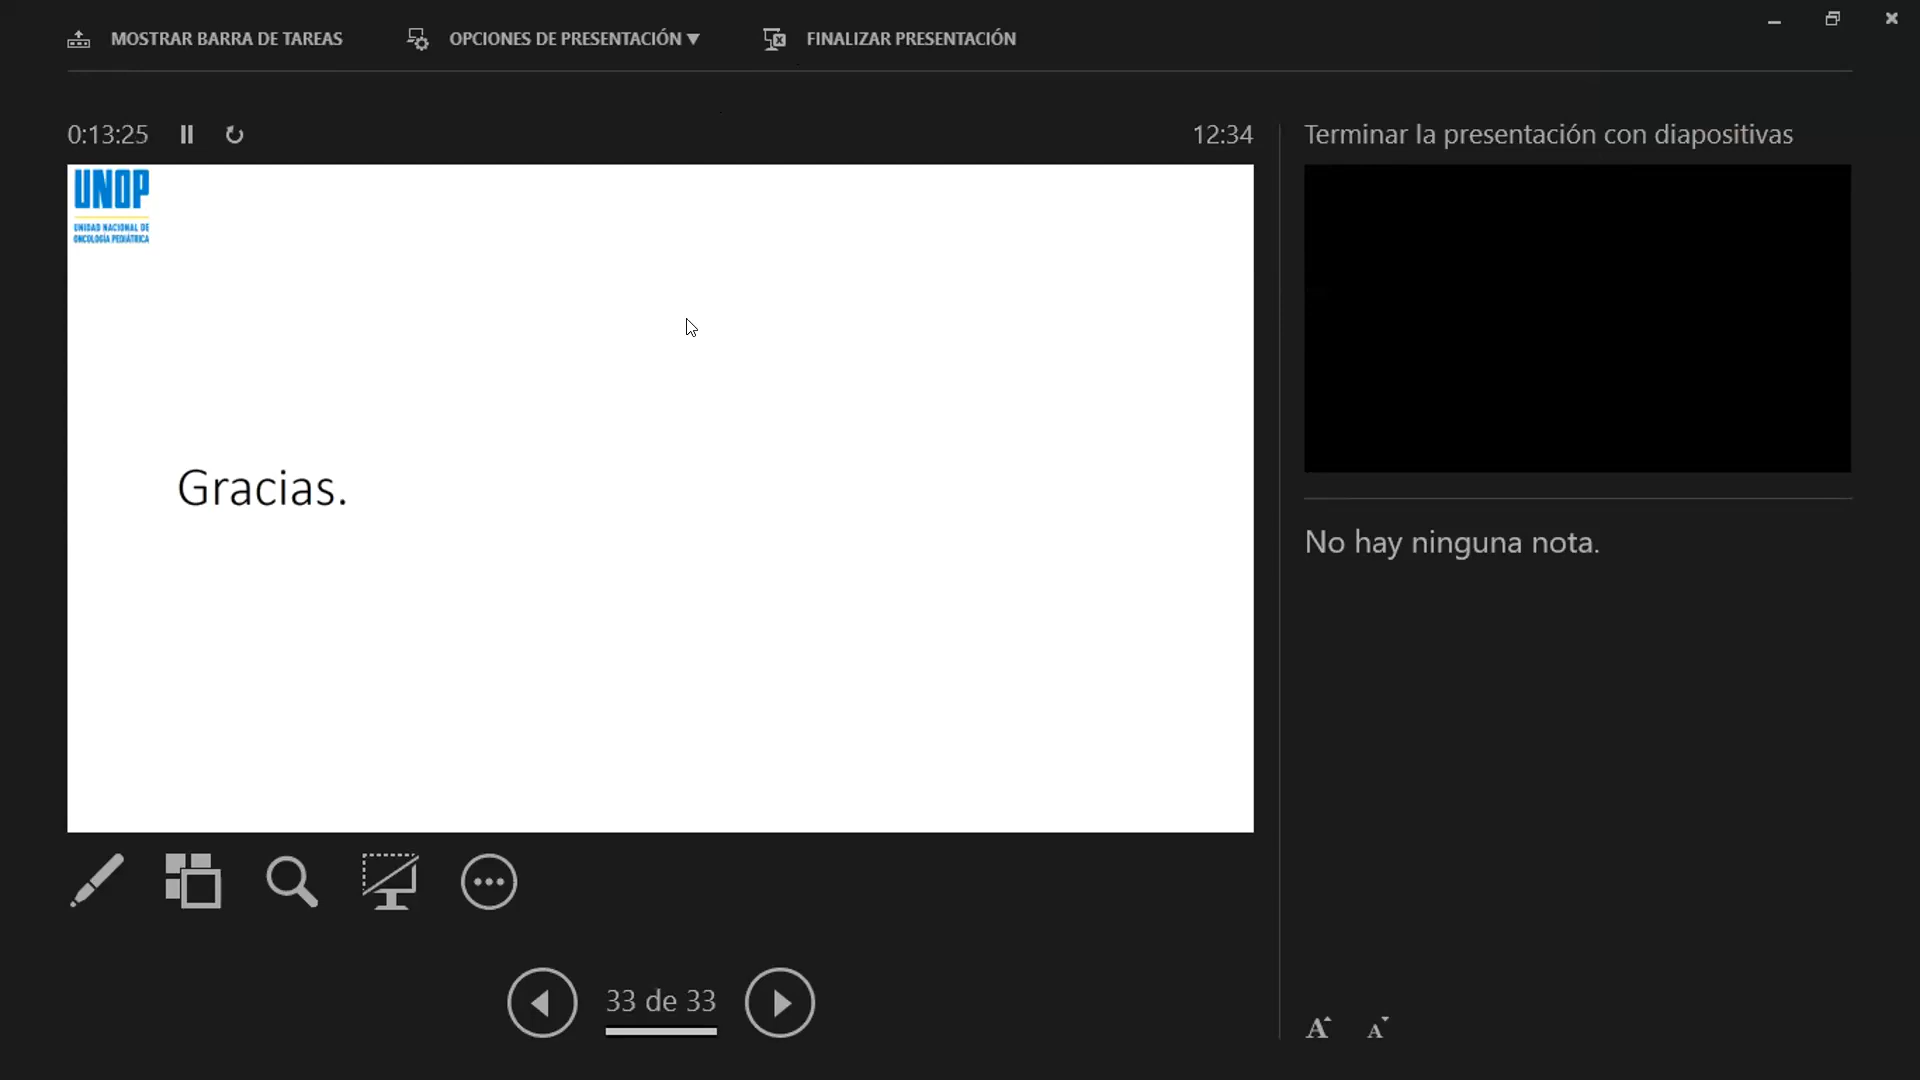 MOSTRAR BARRA DE TAREAS
OPCIONES DE PRESENTACIÓN ▼
FINALIZAR PRESENTACIÓN
0:13:25
12:34
Terminar la presentación con diapositivas
UNOP
UNIDAD NACIONAL DE
ONCOLOGÍA PEDIÁTRICA
Gracias.
No hay ninguna nota.
33 de 33
A A